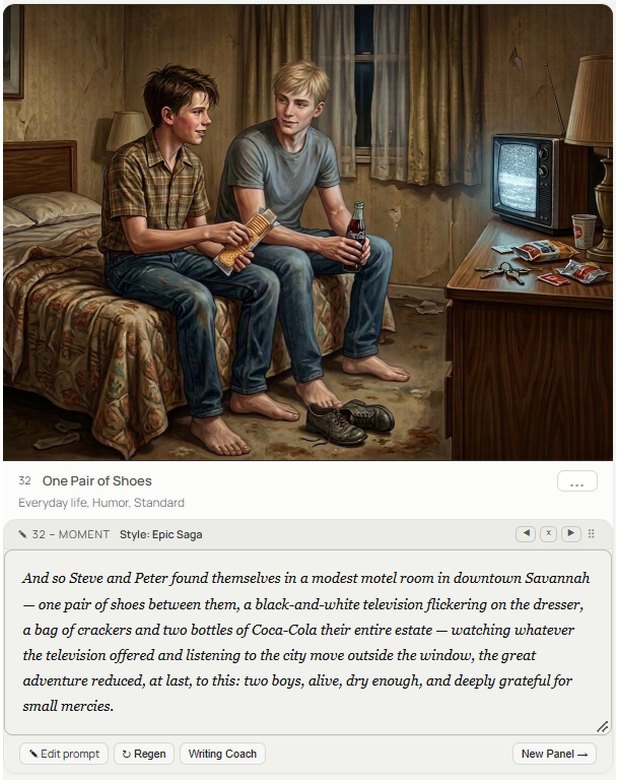 Coca-Cola
32 One Pair of Shoes
...
Everyday life, Humor, Standard
32 – MOMENT Style: Epic Saga
x
And so Steve and Peter found themselves in a modest motel room in downtown Savannah
— one pair of shoes between them, a black-and-white television flickering on the dresser,
a bag of crackers and two bottles of Coca-Cola their entire estate — watching whatever
the television offered and listening to the city move outside the window, the great
adventure reduced, at last, to this: two boys, alive, dry enough, and deeply grateful for
small mercies.
Edit prompt Regen Writing Coach New Panel →